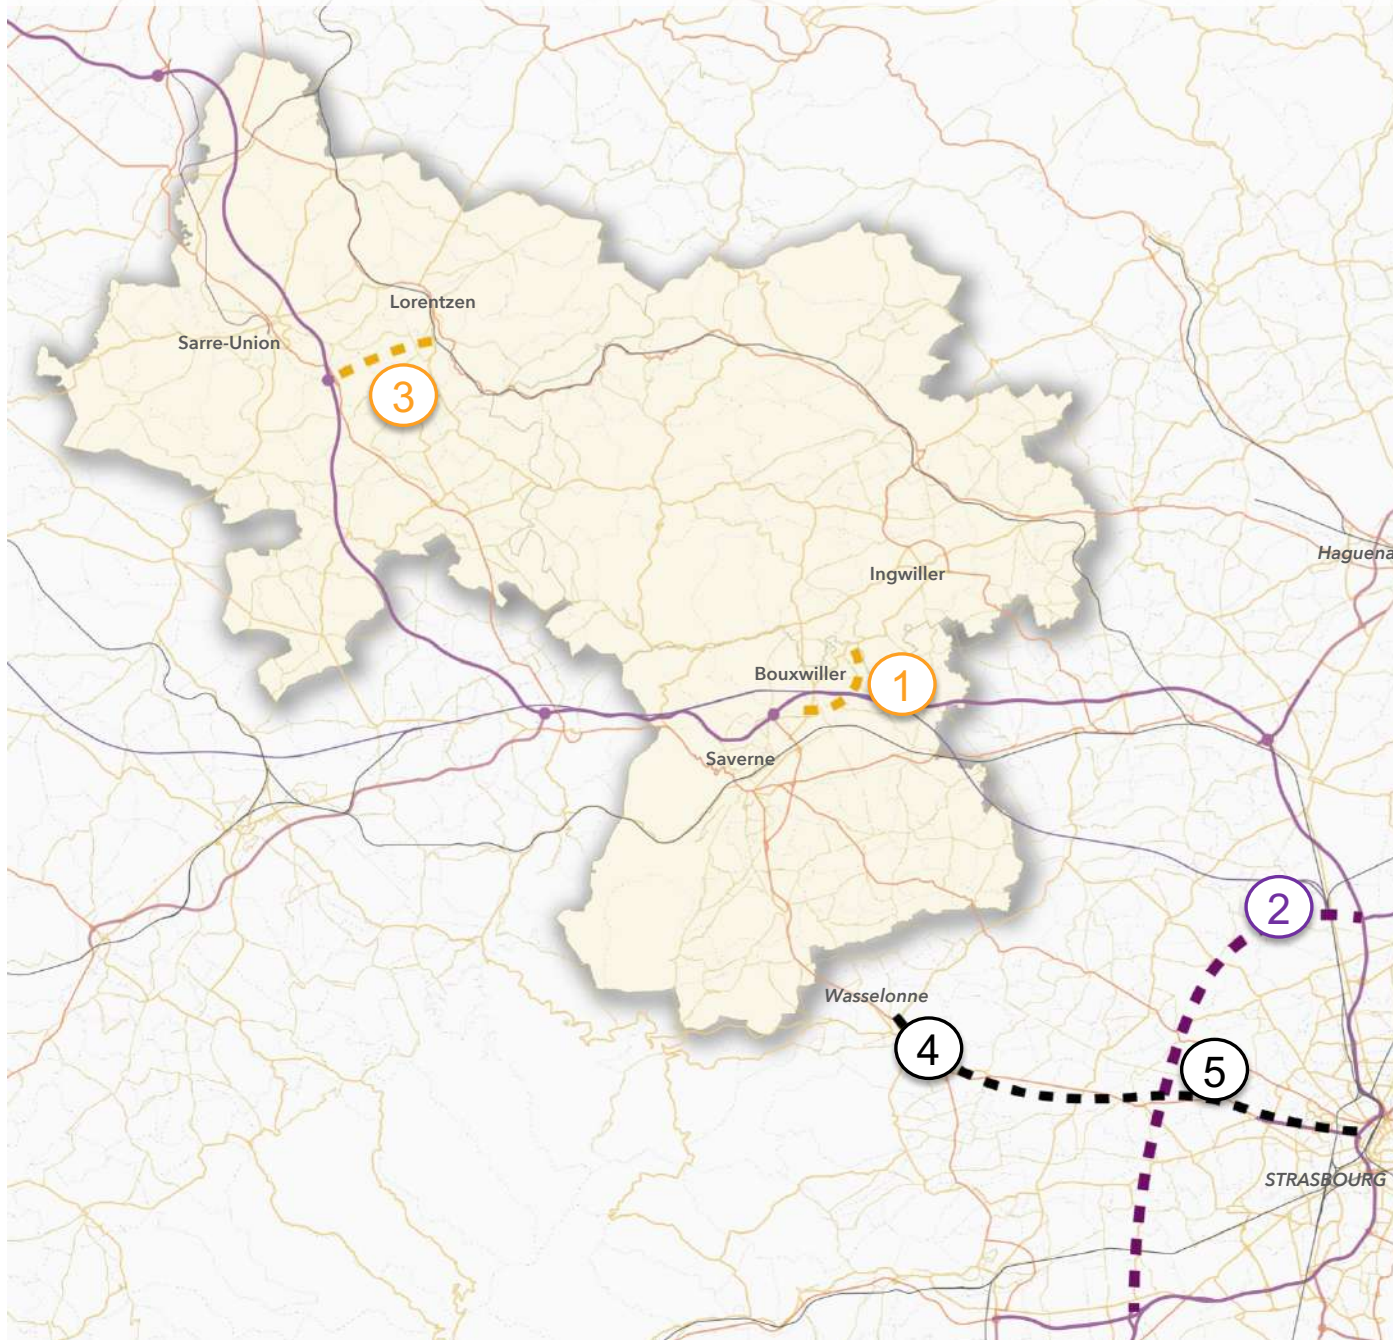 Lorentzen
Sarre-Union
3
Haguena
Ingwiller
Bouxwiller
1
Saverne
2
Wasselonne
4
5
STRASBOURG